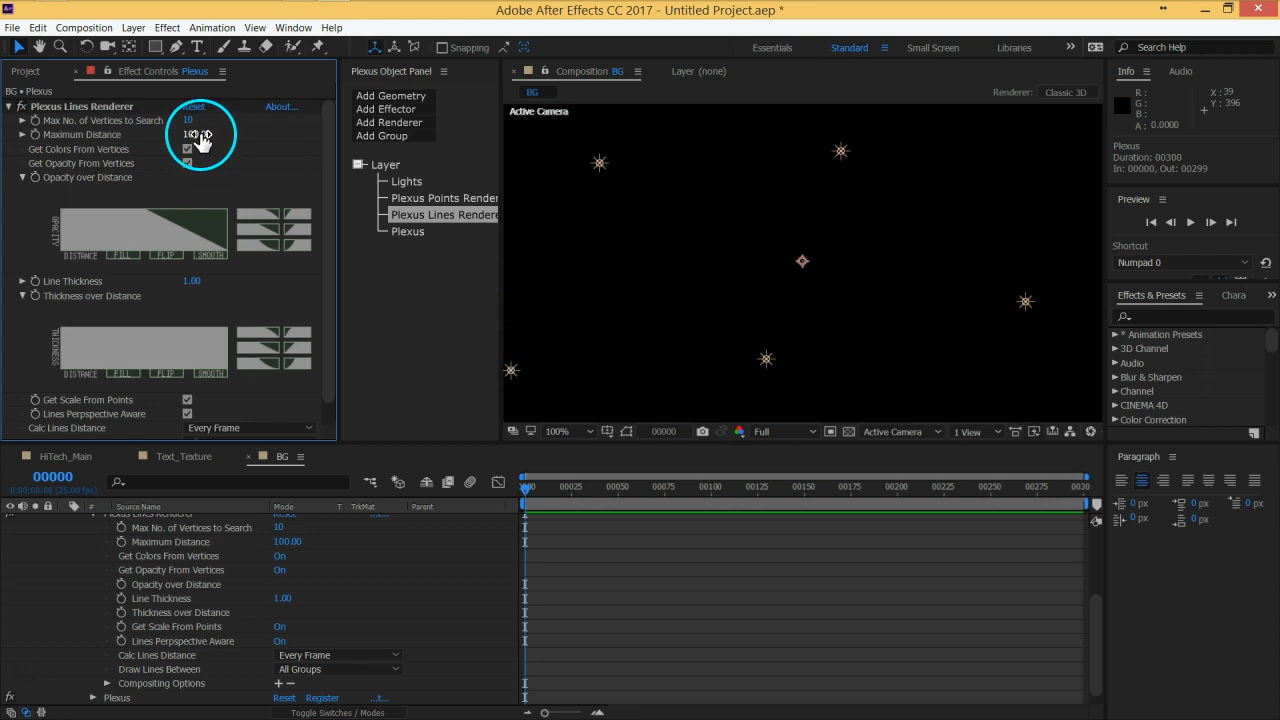 Adobe After Effects CC 2017 - Untitled Project.aep *
File Edit Composition Layer Effect Animation View Window Help
Snapping Essentials Standard Small Screen Libraries Search Help
Project Effect Controls Plexus
BG • Plexus
Plexus Lines Renderer Reset About...
Max No. of Vertices to Search 10
Maximum Distance
Get Colors From Vertices
Get Opacity From Vertices
Opacity over Distance
OPACITY
DISTANCE FILL FLIP SMOOTH
Line Thickness 1.00
Thickness over Distance
THICKNESS
DISTANCE FILL FLIP SMOOTH
Get Scale From Points
Lines Perpspective Aware
Calc Lines Distance Every Frame
Plexus Object Panel
Add Geometry
Add Effector
Add Renderer
Add Group
Layer
Lights
Plexus Points Render
Plexus Lines Rendere
Plexus
Composition BG Layer (none)
BG Renderer: Classic 3D
Active Camera
100% 00000 Full Active Camera 1 View
Info Audio
R: X: 39
G: Y: 396
B:
A: 0.0000
Plexus
Duration: 00300
In: 00000, Out: 00299
Preview
Shortcut
Numpad 0
Effects & Presets Chara
* Animation Presets
3D Channel
Audio
Blur & Sharpen
Channel
CINEMA 4D
Color Correction
Paragraph
0 px 0 px 0 px
0 px 0 px
HiTech_Main Text_Texture BG
00000
0:00:00:00 (25.00 fps)
# Source Name Mode T TrkMat Parent
00025 00050 00075 00100 00125 00150 00175 00200 00225 00250 00275 0030
Plexus Lines Renderer Reset ...t...
Max No. of Vertices to Search 10
Maximum Distance 100.00
Get Colors From Vertices On
Get Opacity From Vertices On
Opacity over Distance
Line Thickness 1.00
Thickness over Distance
Get Scale From Points On
Lines Perpspective Aware On
Calc Lines Distance Every Frame
Draw Lines Between All Groups
Compositing Options + −
Plexus Reset Register ...t...
Toggle Switches / Modes